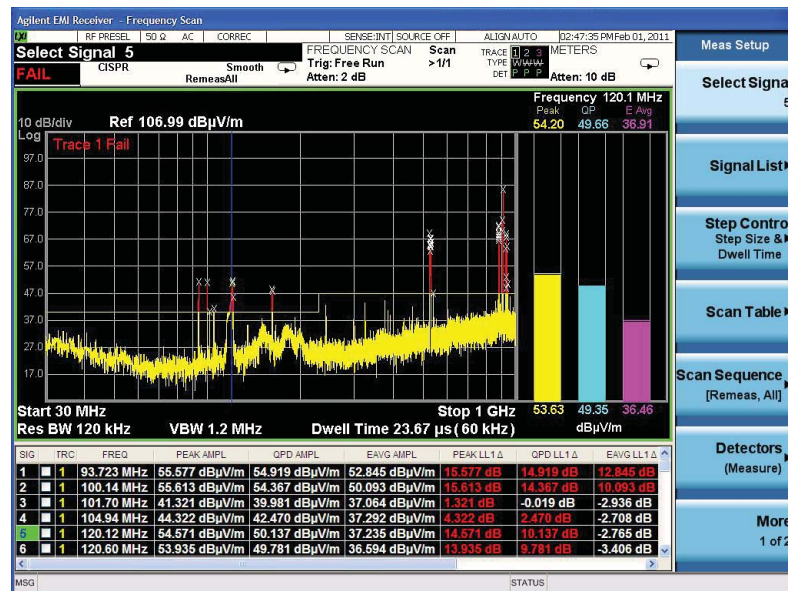 Agilent EMI Receiver - Frequency Scan
LXI RF PRESEL 50 Ω AC CORREC SENSE:INT SOURCE OFF ALIGN AUTO 02:47:35 PM Feb 01, 2011
Select Signal 5
FREQUENCY SCAN Scan TRACE 1 2 3 METERS
Trig: Free Run >1/1 TYPE W W W
FAIL CISPR Smooth Atten: 2 dB DET P P P Atten: 10 dB
RemeasAll
Frequency 120.1 MHz
Peak QP E Avg
10 dB/div Ref 106.99 dBµV/m 54.20 49.66 36.91
Log
Trace 1 Fail
97.0
87.0
77.0
67.0
57.0
47.0
37.0
27.0
17.0
Start 30 MHz Stop 1 GHz 53.63 49.35 36.46
Res BW 120 kHz VBW 1.2 MHz Dwell Time 23.67 µs (60 kHz) dBµV/m
SIG TRC FREQ PEAK AMPL QPD AMPL EAVG AMPL PEAK LL1 Δ QPD LL1 Δ EAVG LL1 Δ
1 1 93.723 MHz 55.577 dBµV/m 54.919 dBµV/m 52.845 dBµV/m 15.577 dB 14.919 dB 12.845 dB
2 1 100.14 MHz 55.613 dBµV/m 54.367 dBµV/m 50.093 dBµV/m 15.613 dB 14.367 dB 10.093 dB
3 1 101.70 MHz 41.321 dBµV/m 39.981 dBµV/m 37.064 dBµV/m 1.321 dB -0.019 dB -2.936 dB
4 1 104.94 MHz 44.322 dBµV/m 42.470 dBµV/m 37.292 dBµV/m 4.322 dB 2.470 dB -2.708 dB
5 1 120.12 MHz 54.571 dBµV/m 50.137 dBµV/m 37.235 dBµV/m 14.571 dB 10.137 dB -2.765 dB
6 1 120.60 MHz 53.935 dBµV/m 49.781 dBµV/m 36.594 dBµV/m 13.935 dB 9.781 dB -3.406 dB
MSG STATUS
Meas Setup
Select Signa
5
Signal List
Step Contro
Step Size &
Dwell Time
Scan Table
Scan Sequence
[Remeas, All]
Detectors
(Measure)
More
1 of 2